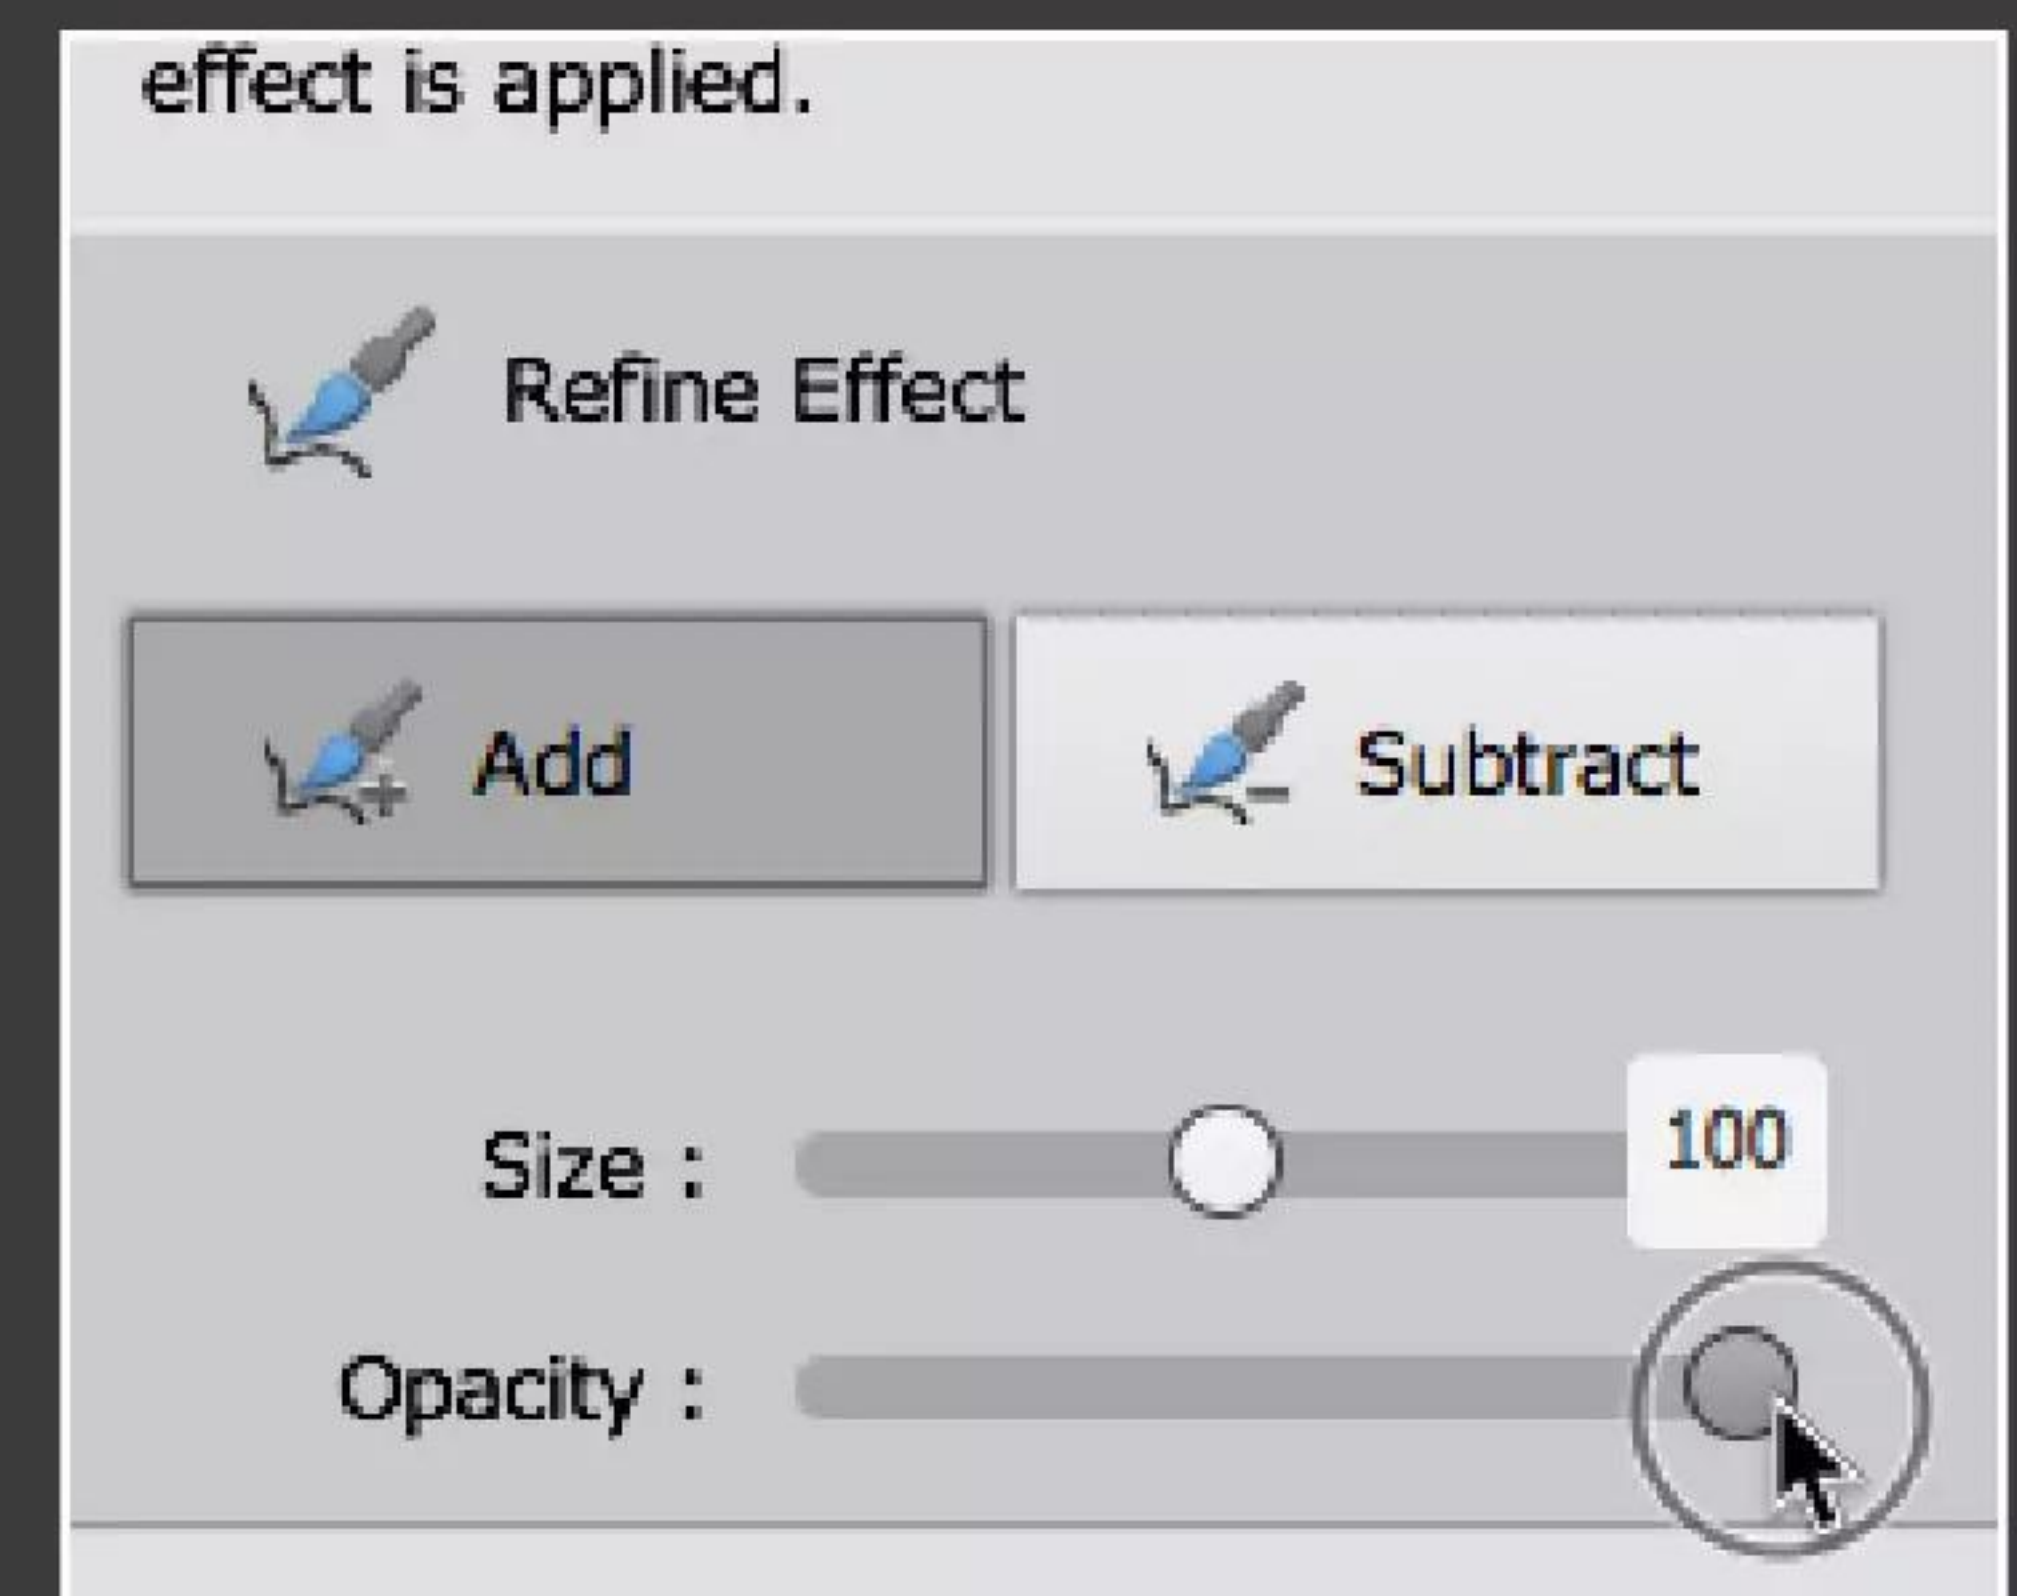 effect is applied.
Refine Effect
Add Subtract
100
Size :
Opacity :